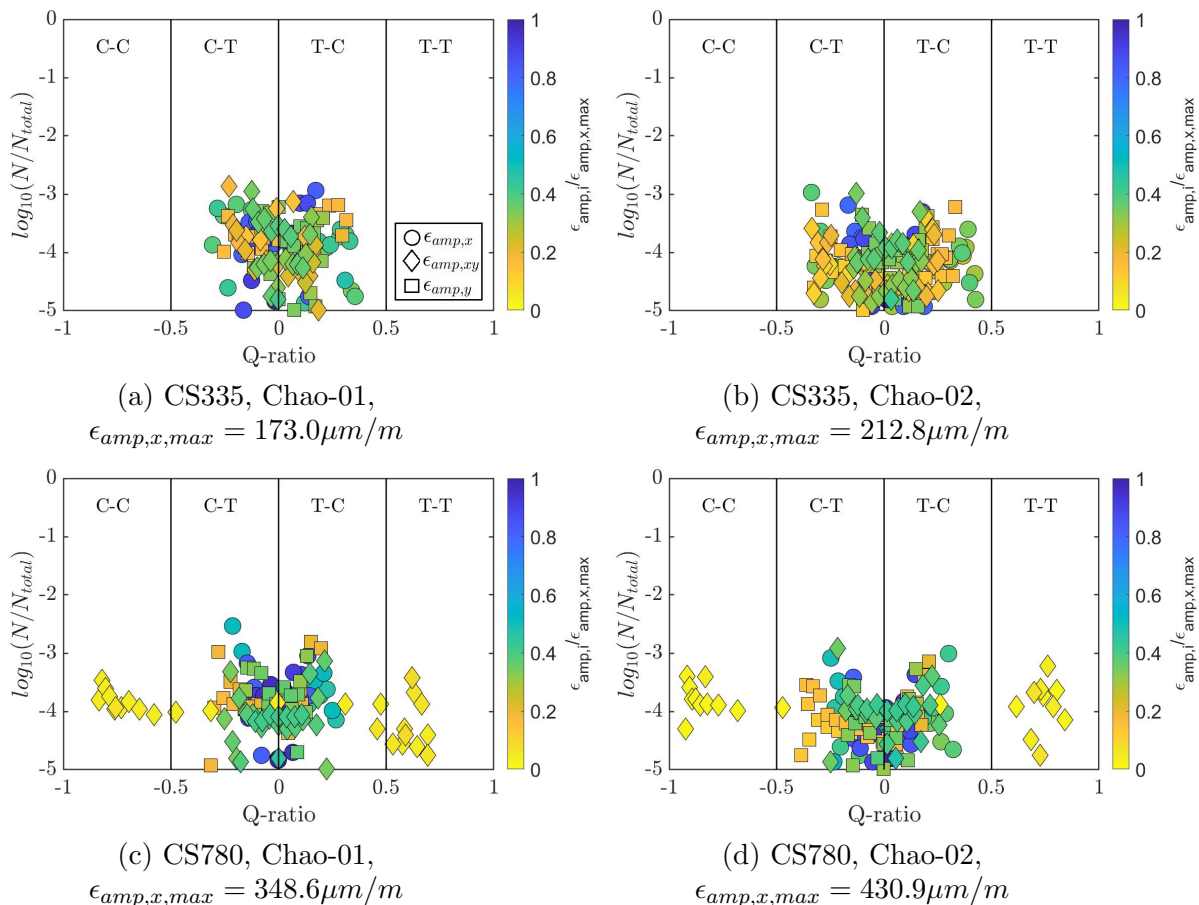 C-C C-T T-C T-T
0
-1
-2
-3
-4
-5
log10(N/Ntotal)
-1 -0.5 0 0.5 1
Q-ratio
ϵamp,x
ϵamp,xy
ϵamp,y
1
0.8
0.6
0.4
0.2
0
ϵamp,i/ϵamp,x,max
(a) CS335, Chao-01,
ϵamp,x,max = 173.0μm/m
C-C C-T T-C T-T
0
-1
-2
-3
-4
-5
log10(N/Ntotal)
-1 -0.5 0 0.5 1
Q-ratio
1
0.8
0.6
0.4
0.2
0
ϵamp,i/ϵamp,x,max
(b) CS335, Chao-02,
ϵamp,x,max = 212.8μm/m
C-C C-T T-C T-T
0
-1
-2
-3
-4
-5
log10(N/Ntotal)
-1 -0.5 0 0.5 1
Q-ratio
1
0.8
0.6
0.4
0.2
0
ϵamp,i/ϵamp,x,max
(c) CS780, Chao-01,
ϵamp,x,max = 348.6μm/m
C-C C-T T-C T-T
0
-1
-2
-3
-4
-5
log10(N/Ntotal)
-1 -0.5 0 0.5 1
Q-ratio
1
0.8
0.6
0.4
0.2
0
ϵamp,i/ϵamp,x,max
(d) CS780, Chao-02,
ϵamp,x,max = 430.9μm/m